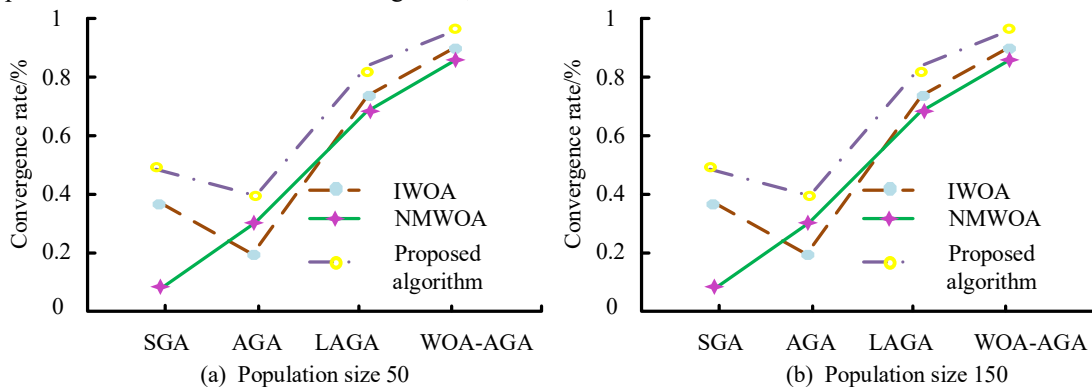 Convergence rate/%
1
0.8
0.6
0.4
0.2
0
IWOA
NMWOA
Proposed
algorithm
SGA AGA LAGA WOA-AGA
(a) Population size 50
Convergence rate/%
1
0.8
0.6
0.4
0.2
0
IWOA
NMWOA
Proposed
algorithm
SGA AGA LAGA WOA-AGA
(b) Population size 150